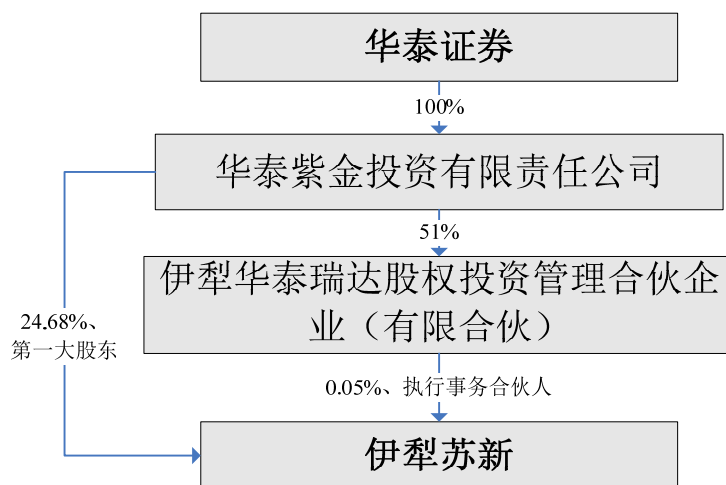 华泰证券
100%
华泰紫金投资有限责任公司
51%
伊犁华泰瑞达股权投资管理合伙企
业（有限合伙）
24.68%、
第一大股东
0.05%、执行事务合伙人
伊犁苏新